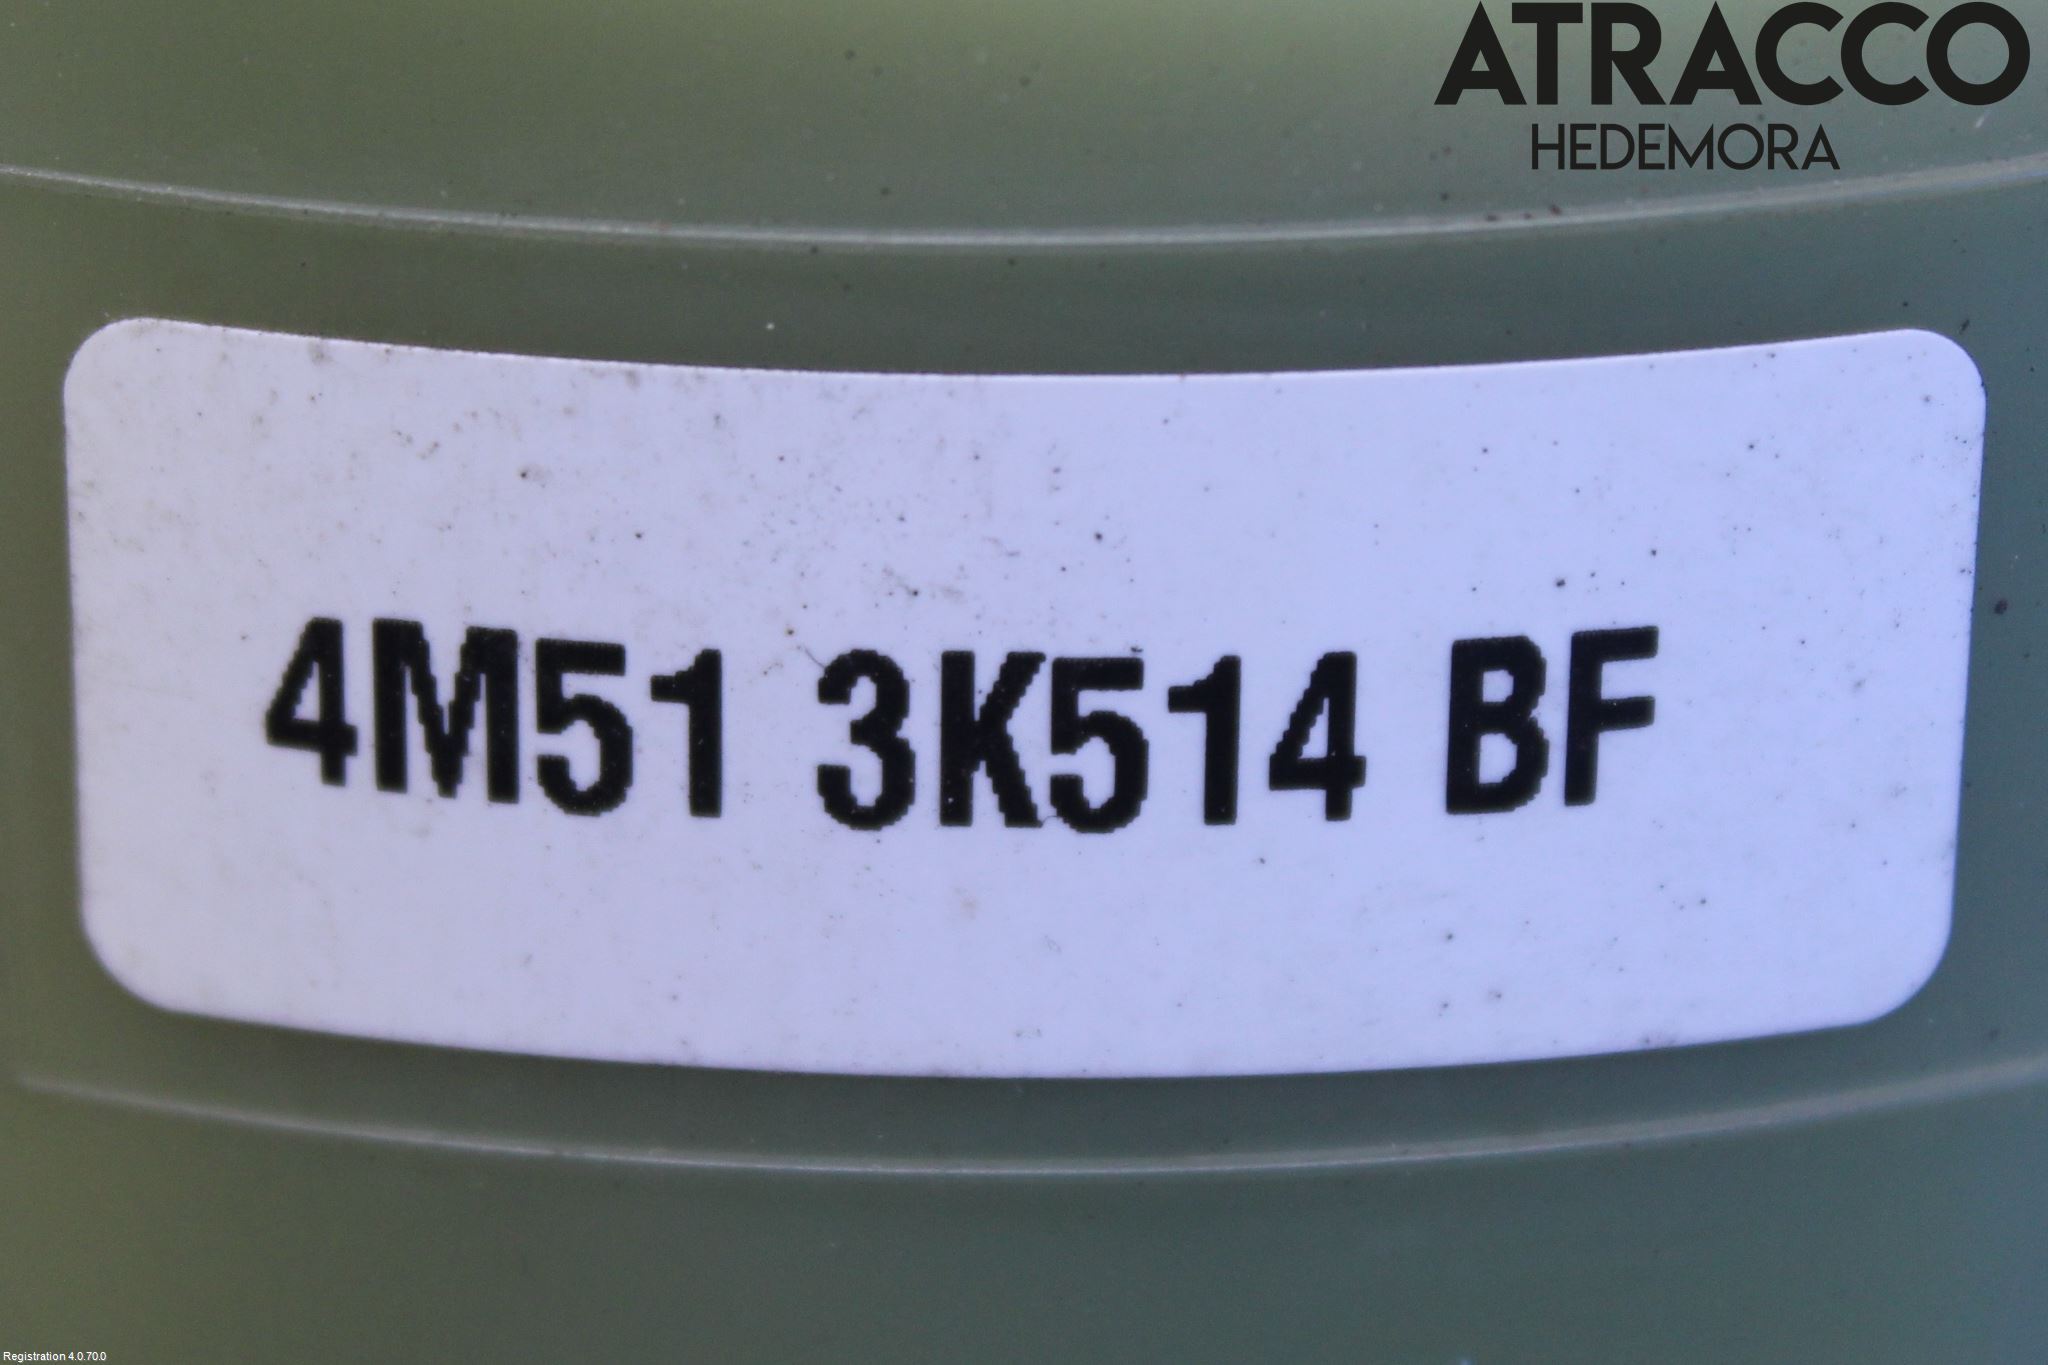 ATRACCO
HEDEMORA
4M51 3K514 BF
Registration 4.0.70.0